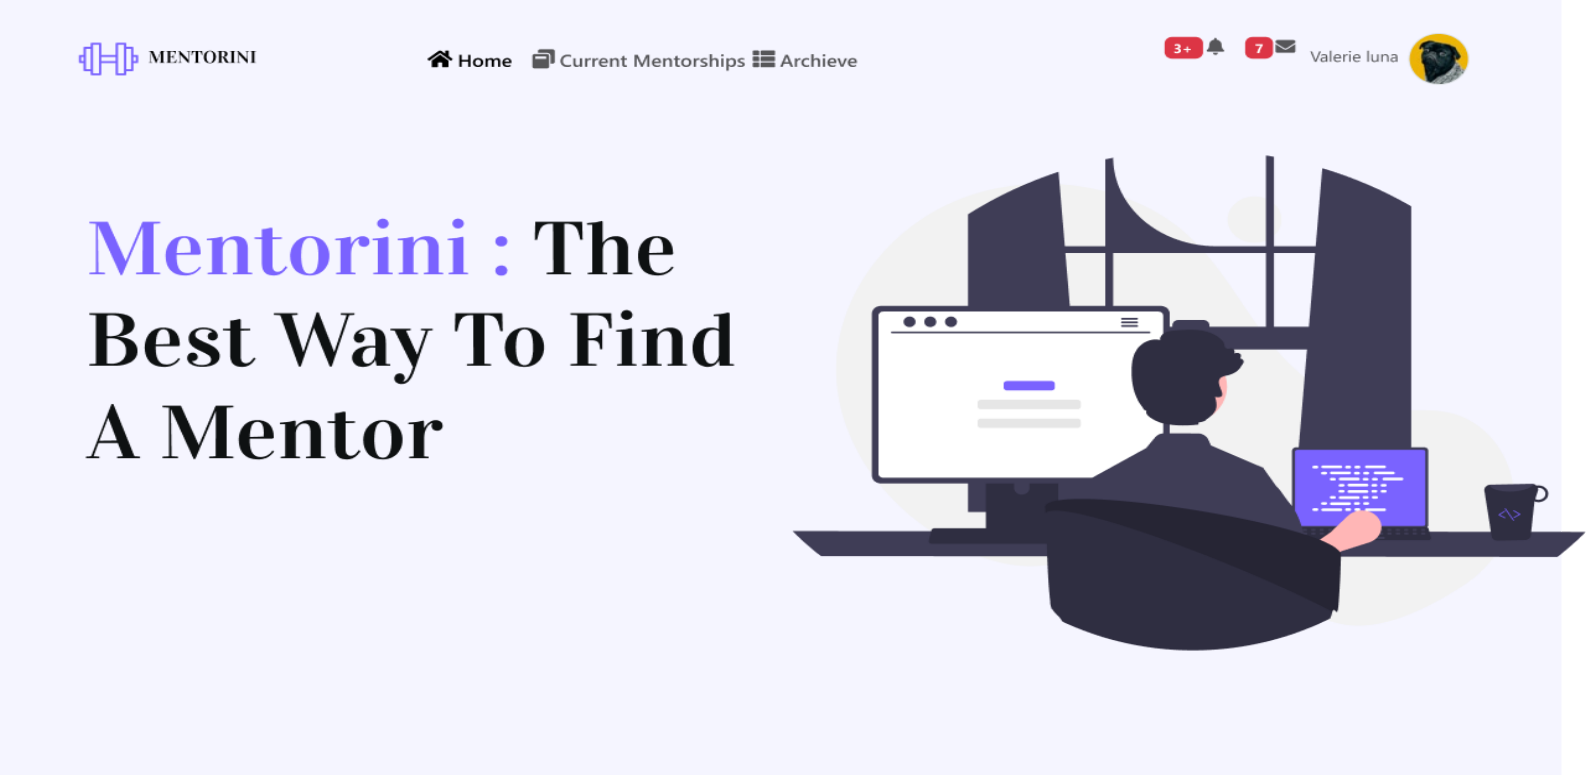 MENTORINI
Home Current Mentorships Archieve
3+ 7 Valerie luna
Mentorini : The
Best Way To Find
A Mentor
<\>